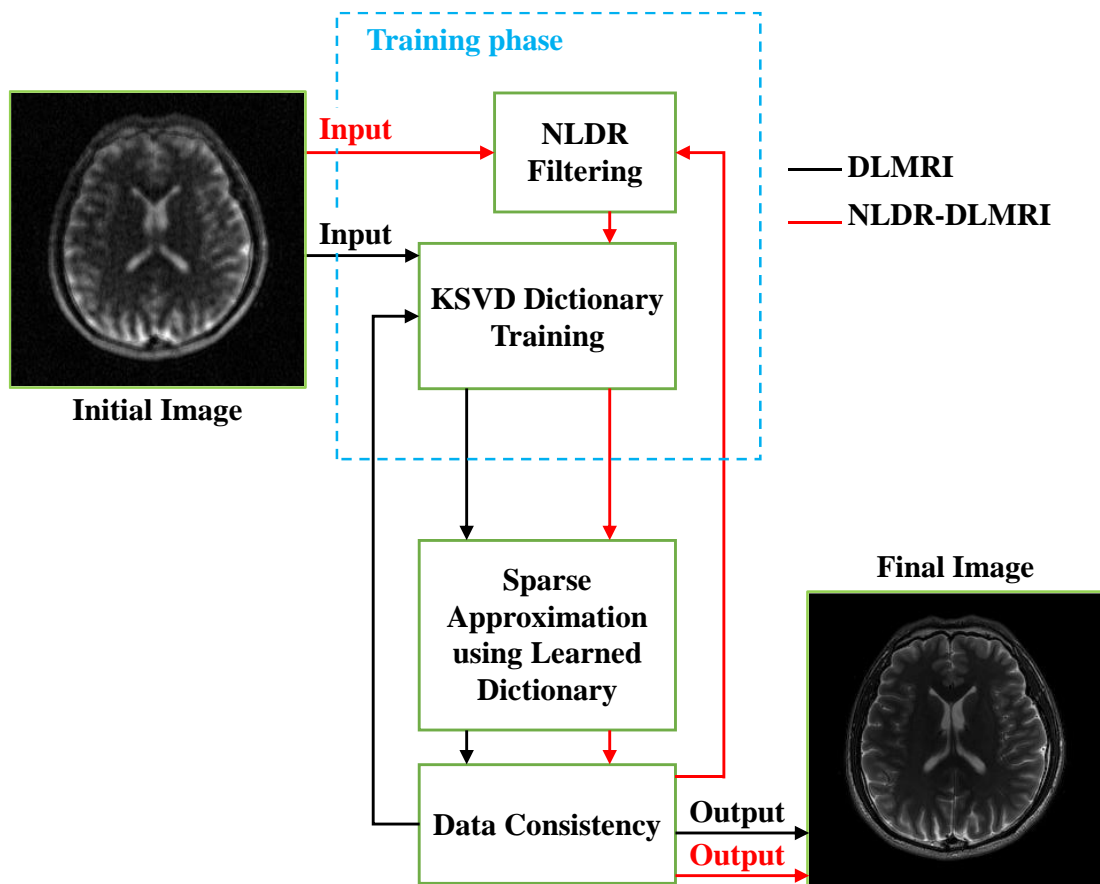 Training phase
Input
NLDR
Filtering
DLMRI
NLDR-DLMRI
Input
KSVD Dictionary
Training
Initial Image
Sparse
Approximation
using Learned
Dictionary
Final Image
Data Consistency
Output
Output